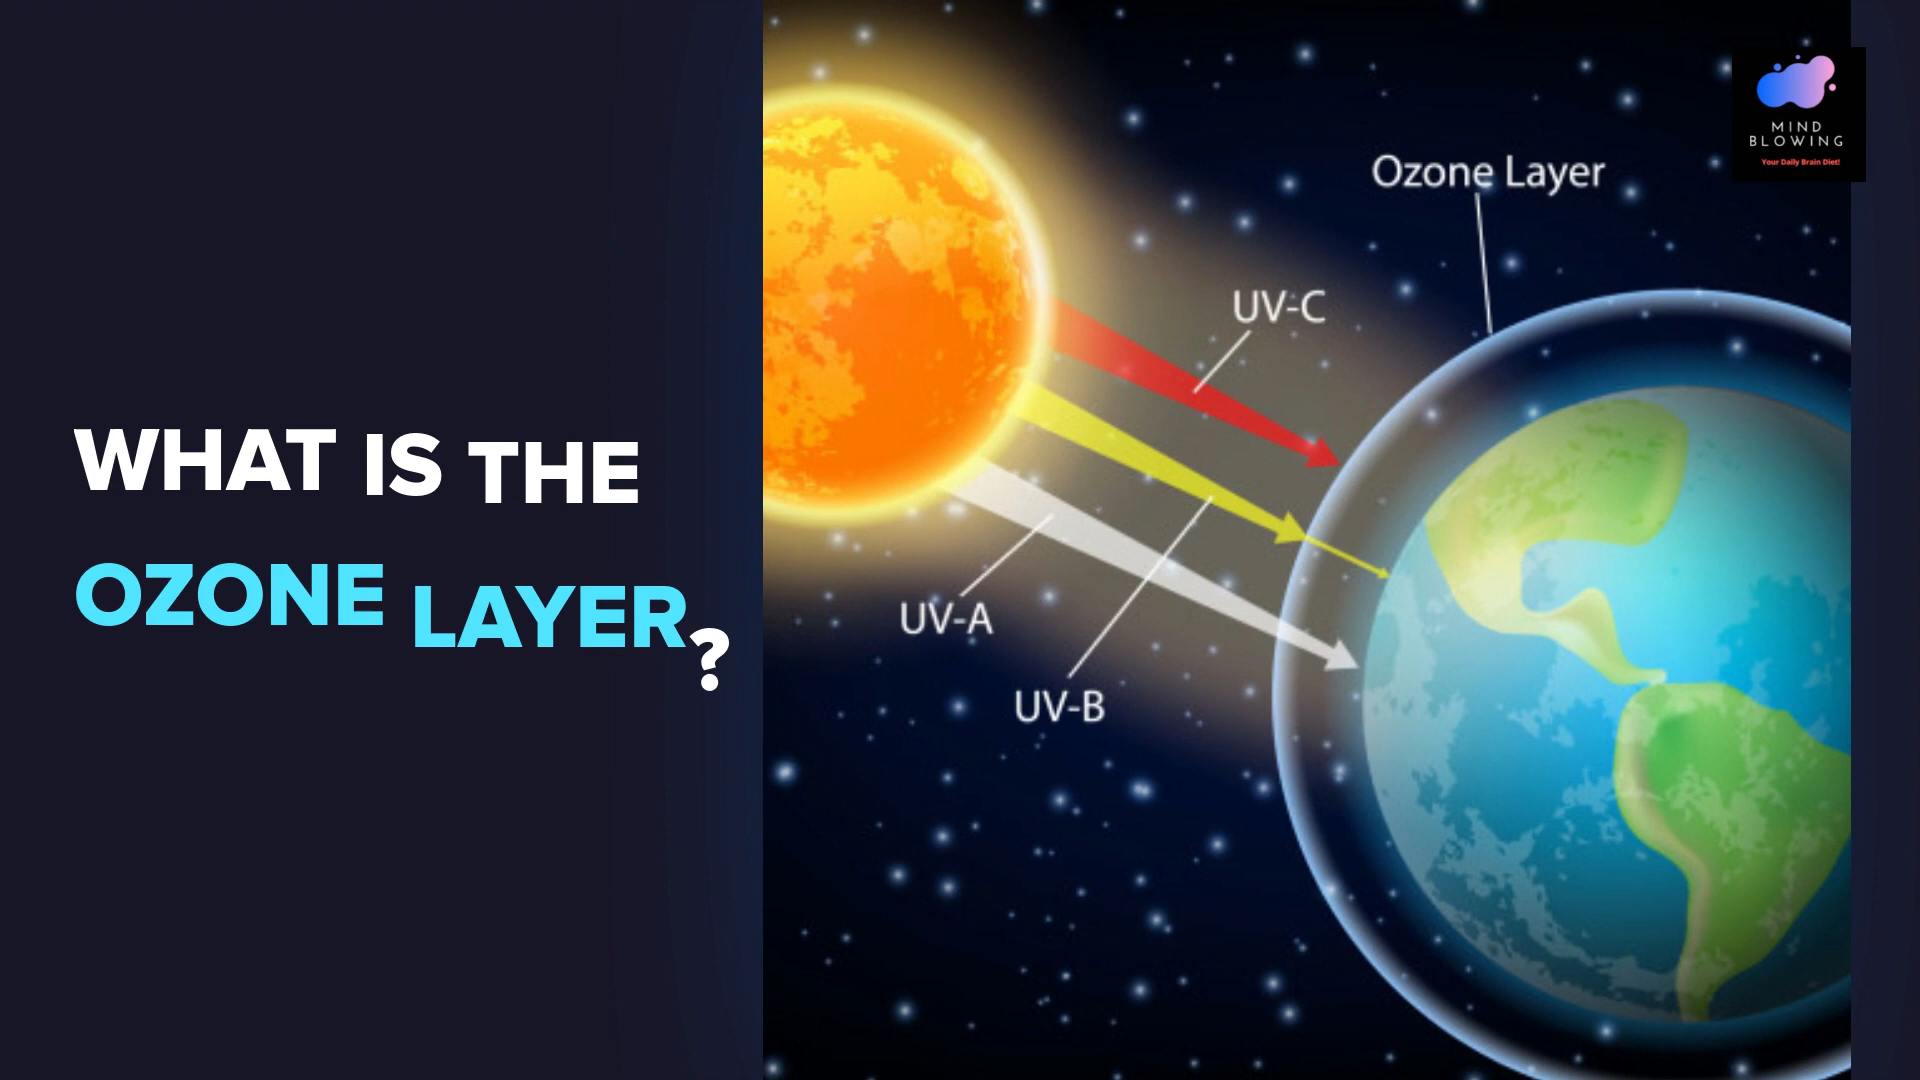 WHAT IS THE
OZONE LAYER?
Ozone Layer
UV-C
UV-A
UV-B
MIND
BLOWING
Your Daily Brain Diet!